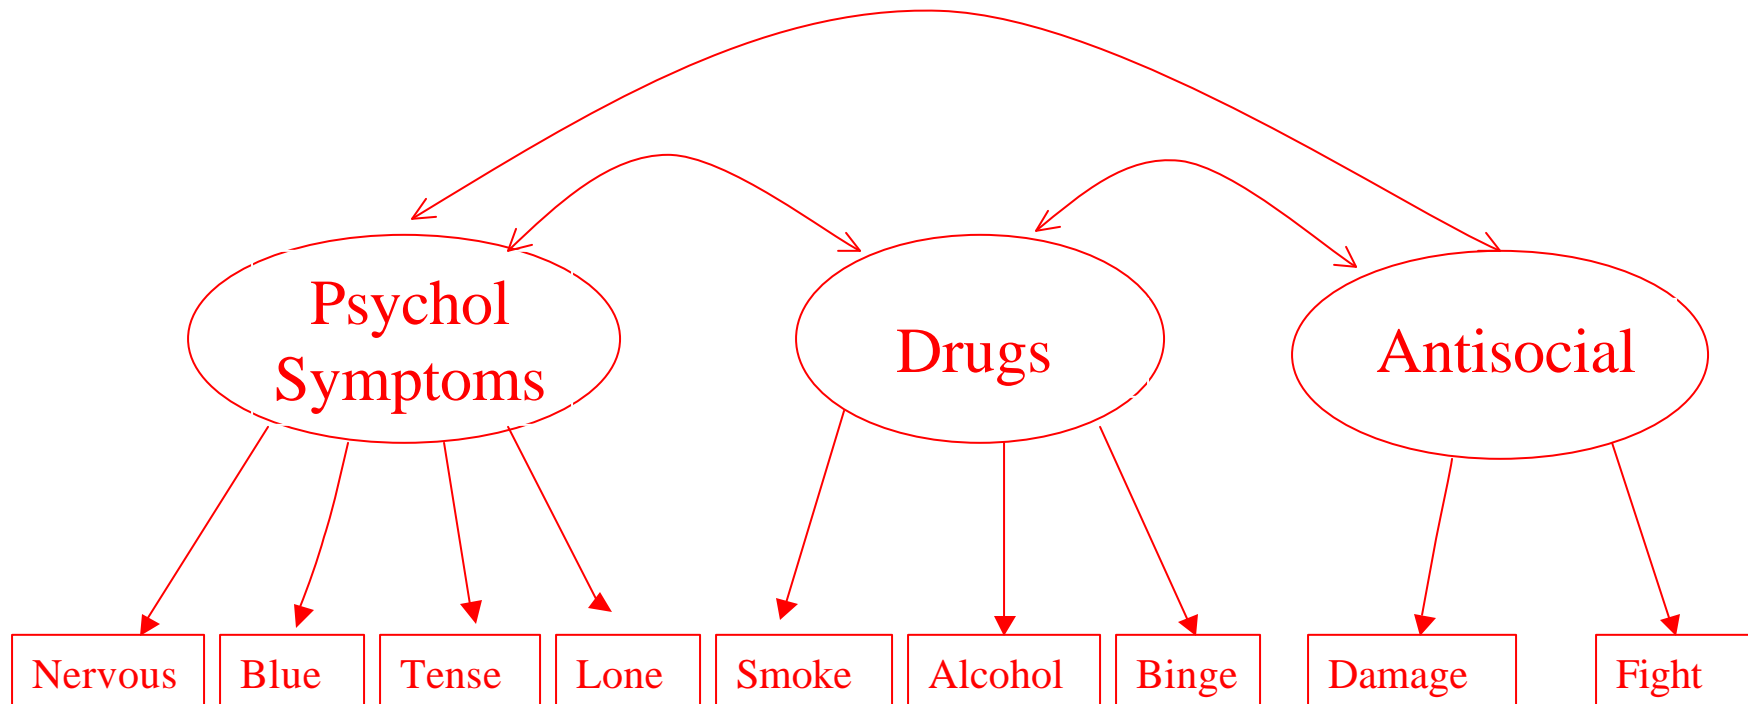 Psychol
Symptoms
Drugs
Antisocial
Nervous
Blue
Tense
Lone
Smoke
Alcohol
Binge
Damage
Fight